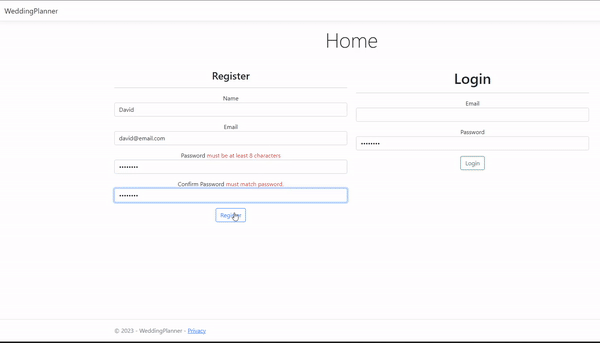 WeddingPlanner
Home
Register
Name
David
Email
david@email.com
Password must be at least 8 characters
••••••••
Confirm Password must match password.
••••••••
Register
Login
Email
Password
••••••••
Login
© 2023 - WeddingPlanner - Privacy